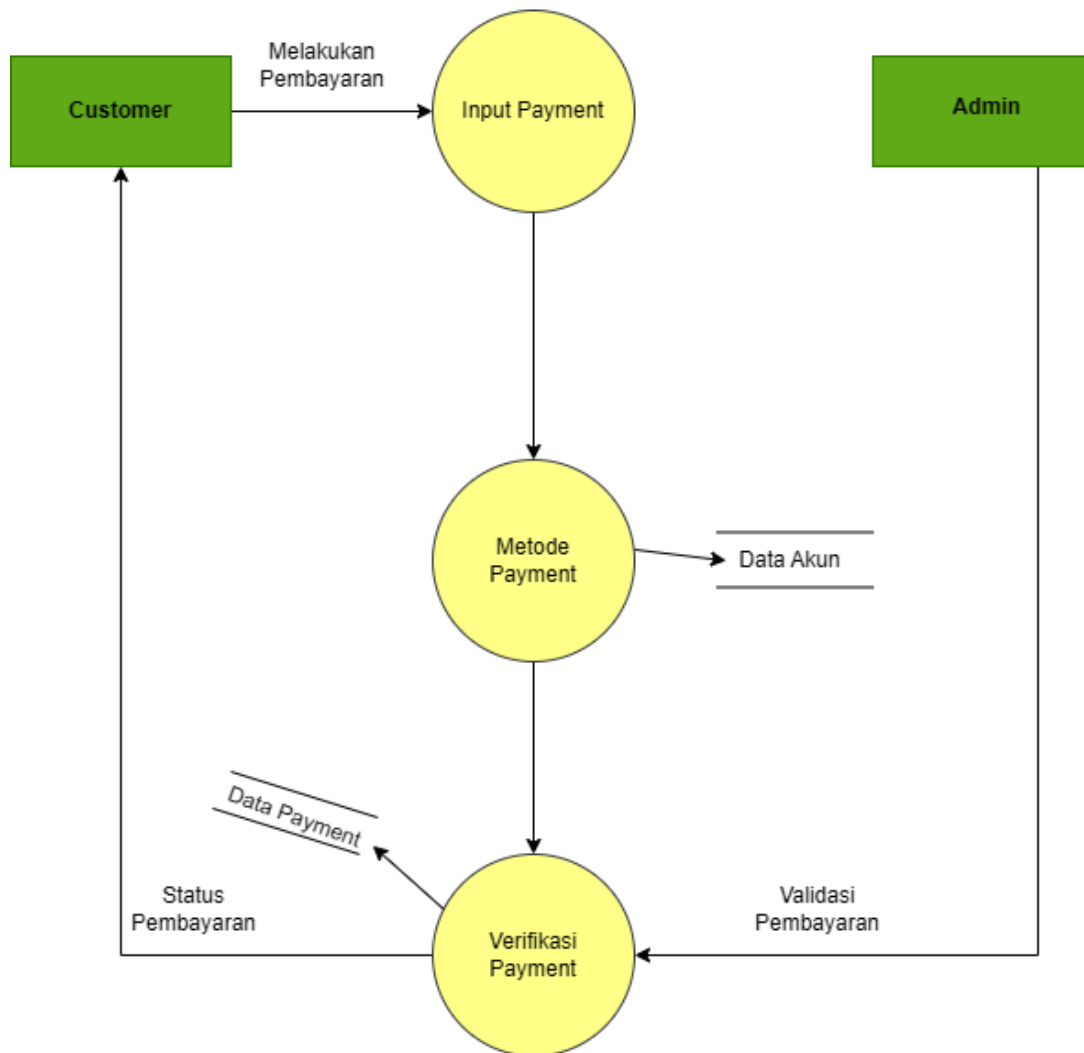 Melakukan
Pembayaran
Customer
Input Payment
Admin
Metode
Payment
Data Akun
Data Payment
Status
Pembayaran
Validasi
Pembayaran
Verifikasi
Payment